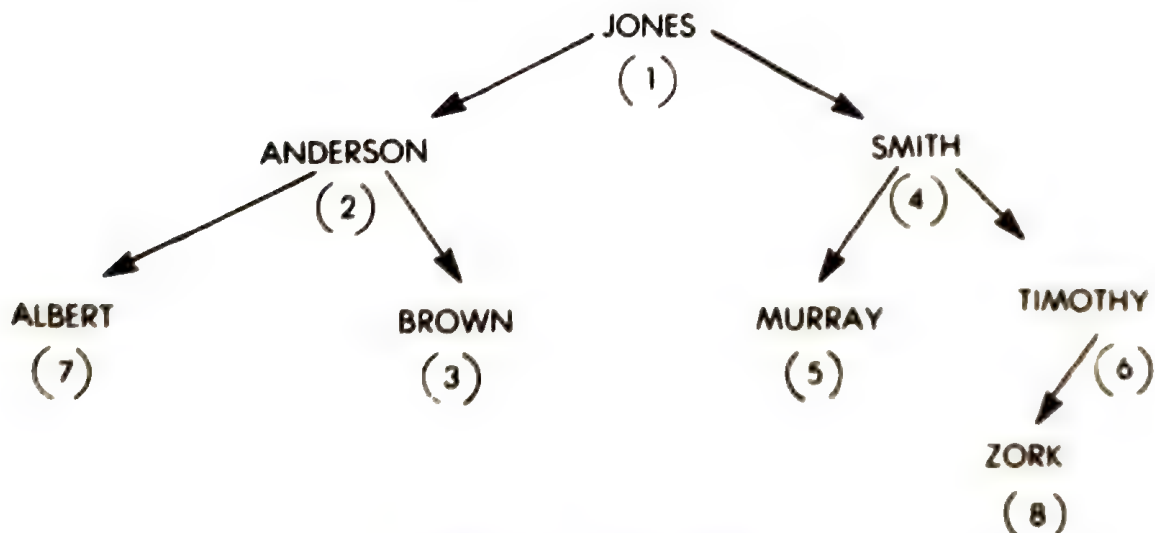 JONES
(1)
ANDERSON
(2)
SMITH
(4)
ALBERT
(7)
BROWN
(3)
MURRAY
(5)
TIMOTHY
(6)
ZORK
(8)